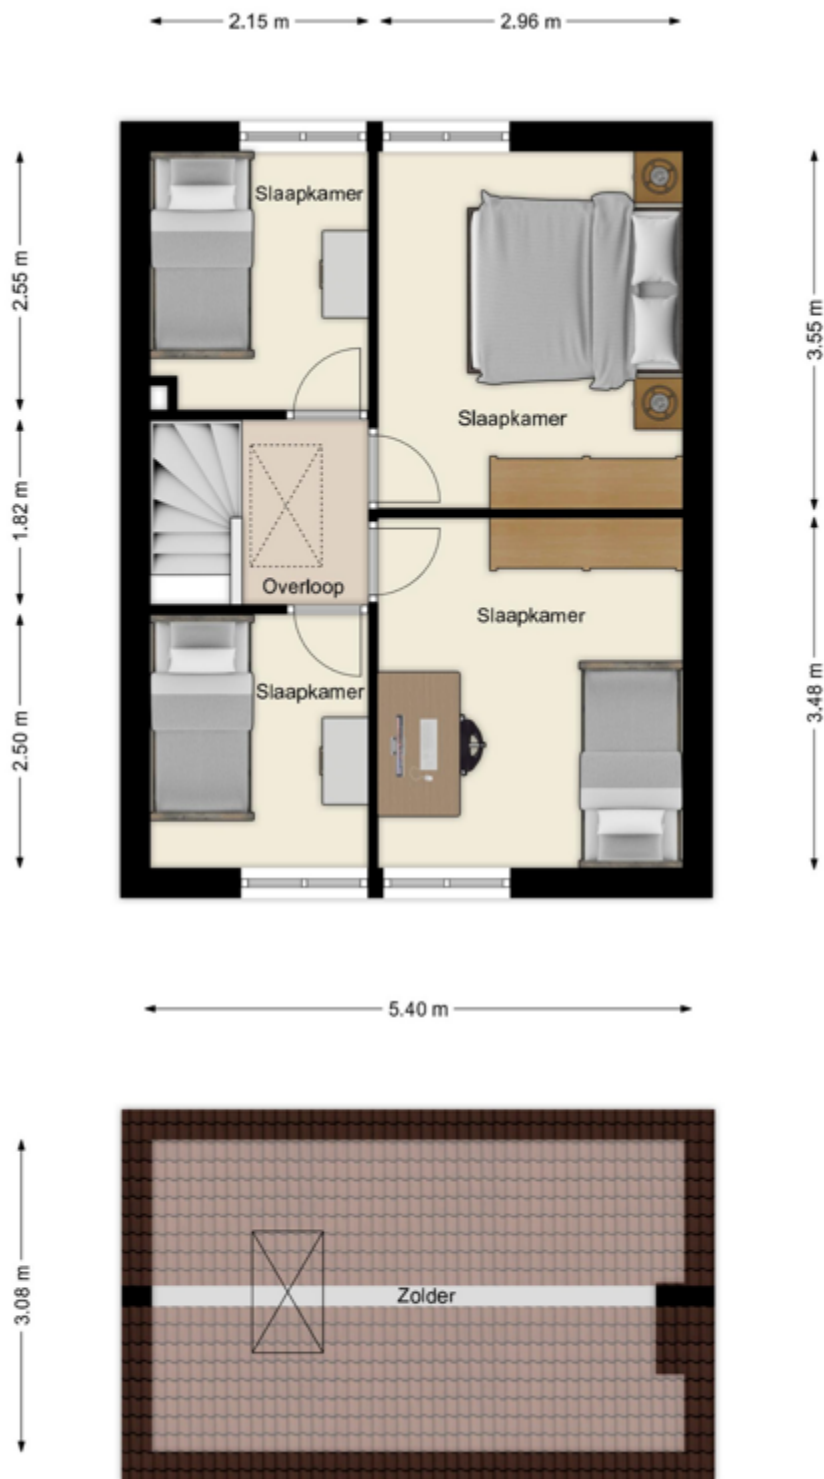 2.15 m
2.96 m
Slaapkamer
2.55 m
3.55 m
Slaapkamer
1.82 m
Overloop
Slaapkamer
Slaapkamer
3.48 m
2.50 m
5.40 m
3.08 m
Zolder